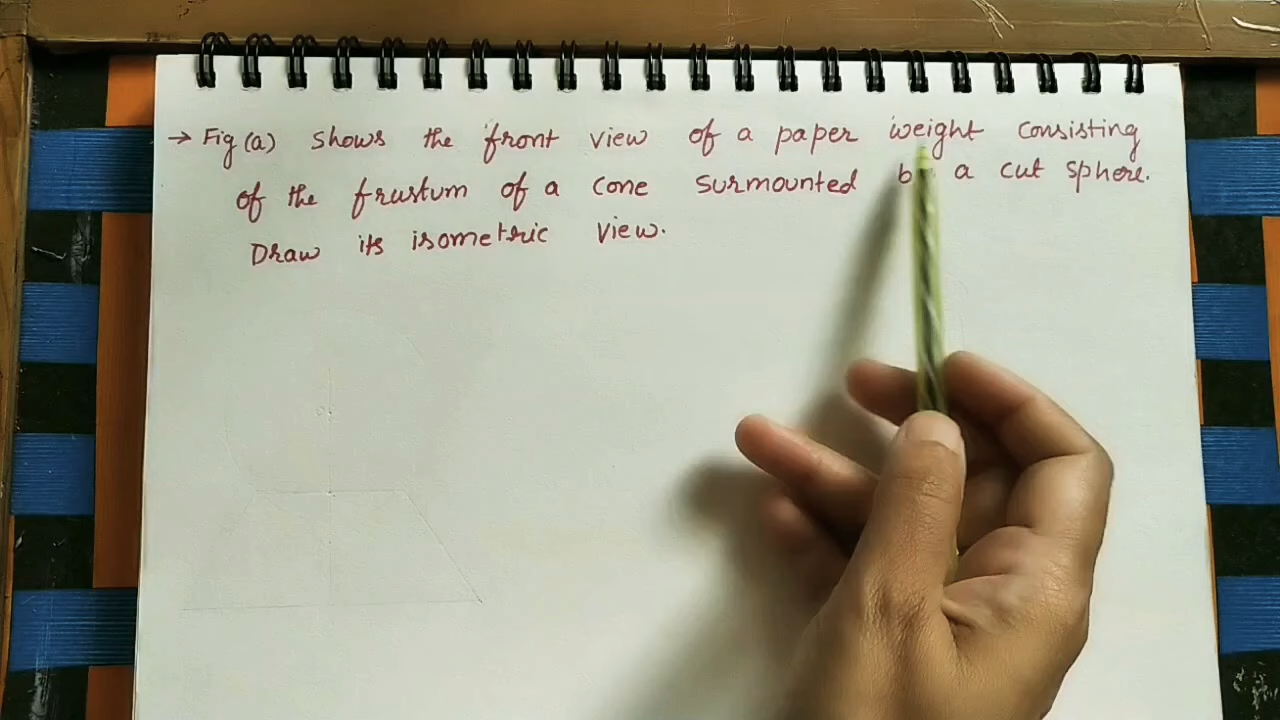 → Fig (a) shows the front view of a paper weight consisting
of the frustum of a cone surmounted a cut sphere.
Draw its isometric view.